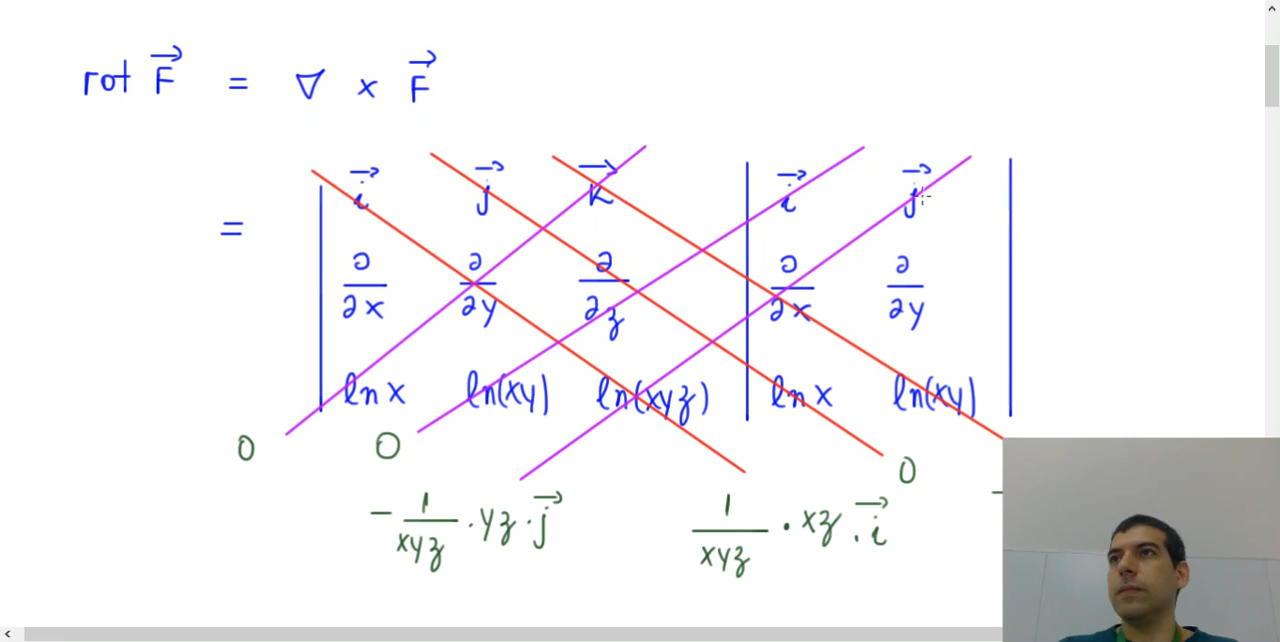 rot F⃗ = ∇ × F⃗
= | i⃗ j⃗ k⃗ | i⃗ j⃗ |
∂/∂x ∂/∂y ∂/∂z ∂/∂x ∂/∂y
ln x ln(xy) ln(xyz) ln x ln(xy)
0 0 0
− 1/xyz · yz · j⃗ 1/xyz · xz . i⃗ −